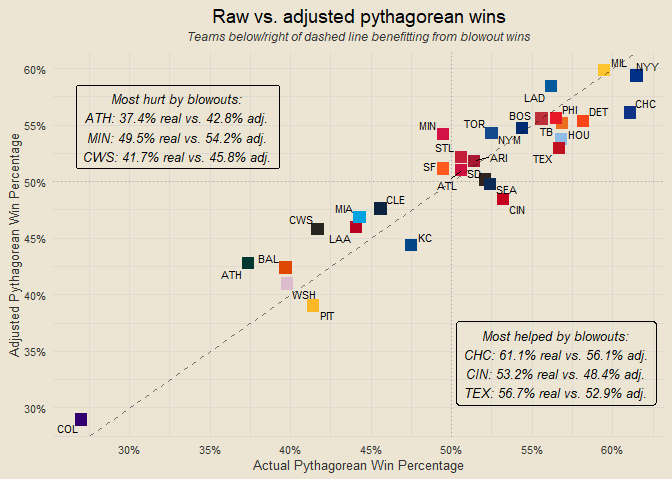 Raw vs. adjusted pythagorean wins
Teams below/right of dashed line benefitting from blowout wins
Adjusted Pythagorean Win Percentage
60%
55%
50%
45%
40%
35%
30%
Most hurt by blowouts:
ATH: 37.4% real vs. 42.8% adj.
MIN: 49.5% real vs. 54.2% adj.
CWS: 41.7% real vs. 45.8% adj.
MIL
NYY
LAD
CHC
BOS
PHI
DET
TB
HOU
TEX
MIN
TOR
NYM
STL
ARI
SF
SD
ATL
SEA
CIN
CLE
MIA
CWS
LAA
KC
BAL
ATH
WSH
PIT
COL
Most helped by blowouts:
CHC: 61.1% real vs. 56.1% adj.
CIN: 53.2% real vs. 48.4% adj.
TEX: 56.7% real vs. 52.9% adj.
30%
35%
40%
45%
50%
55%
60%
Actual Pythagorean Win Percentage